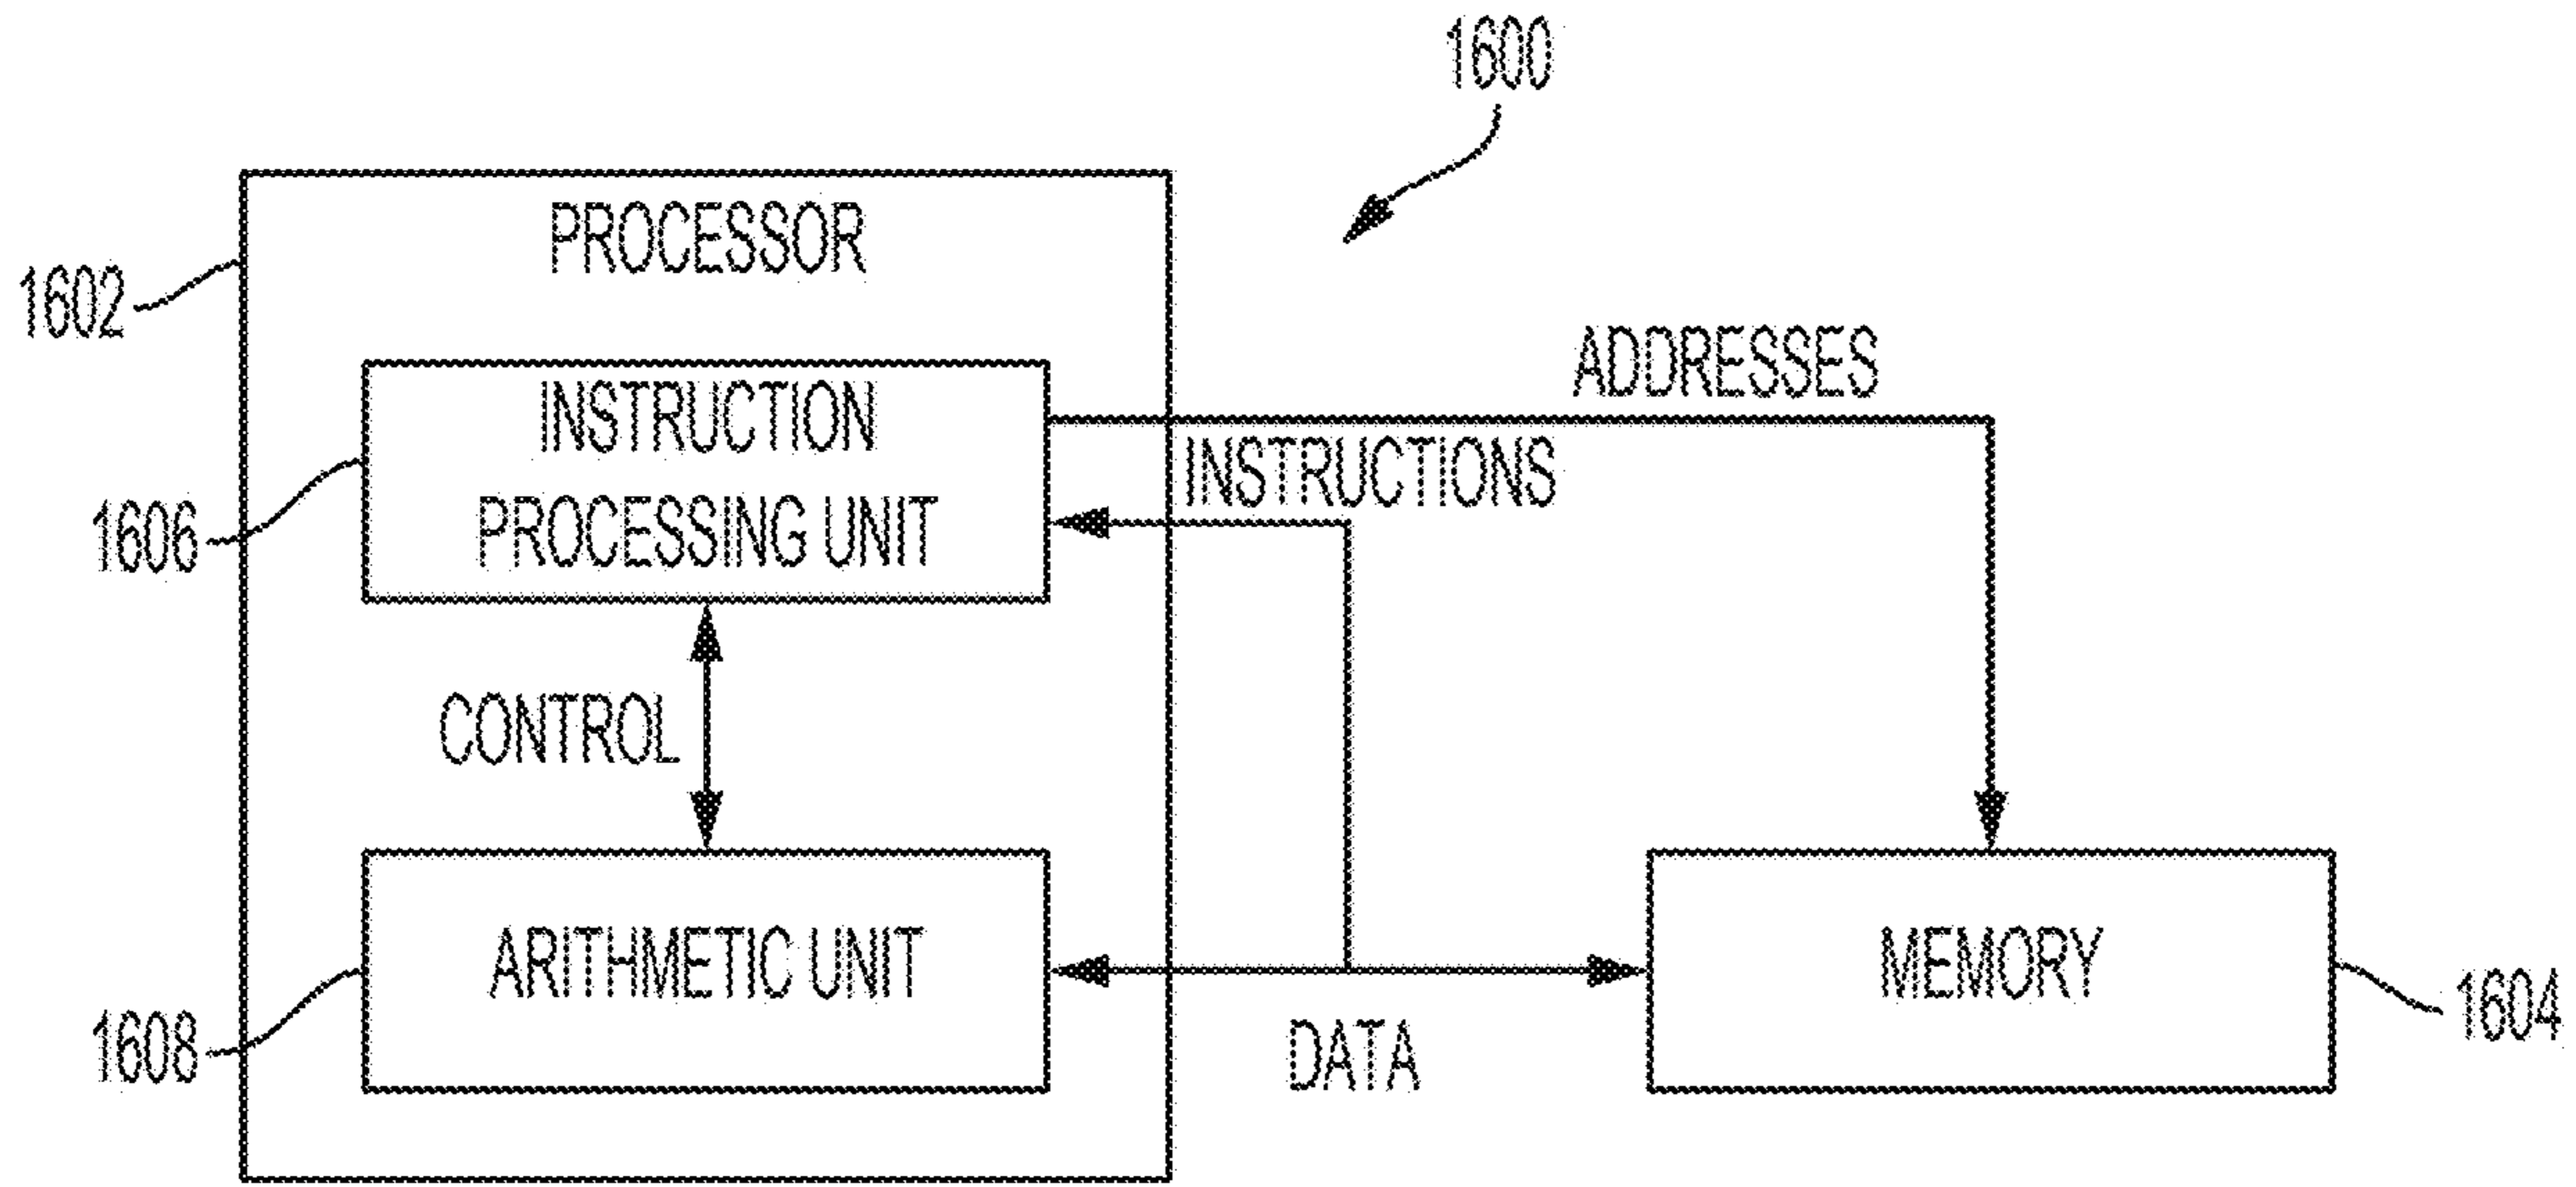 1600
PROCESSOR
1602
ADDRESSES
INSTRUCTION
PROCESSING UNIT
INSTRUCTIONS
1606
CONTROL
ARITHMETIC UNIT
MEMORY
1608
DATA
1604